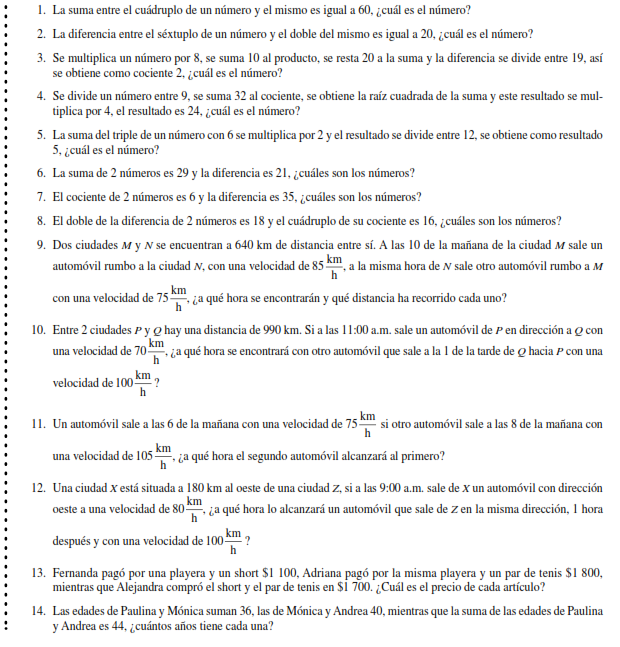 1. La suma entre el cuádruplo de un número y el mismo es igual a 60, ¿cuál es el número?
2. La diferencia entre el séxtuplo de un número y el doble del mismo es igual a 20, ¿cuál es el número?
3. Se multiplica un número por 8, se suma 10 al producto, se resta 20 a la suma y la diferencia se divide entre 19, así
se obtiene como cociente 2, ¿cuál es el número?
4. Se divide un número entre 9, se suma 32 al cociente, se obtiene la raíz cuadrada de la suma y este resultado se mul-
tiplica por 4, el resultado es 24, ¿cuál es el número?
5. La suma del triple de un número con 6 se multiplica por 2 y el resultado se divide entre 12, se obtiene como resultado
5, ¿cuál es el número?
6. La suma de 2 números es 29 y la diferencia es 21, ¿cuáles son los números?
7. El cociente de 2 números es 6 y la diferencia es 35, ¿cuáles son los números?
8. El doble de la diferencia de 2 números es 18 y el cuádruplo de su cociente es 16, ¿cuáles son los números?
9. Dos ciudades M y N se encuentran a 640 km de distancia entre sí. A las 10 de la mañana de la ciudad M sale un
automóvil rumbo a la ciudad N, con una velocidad de 85 km/h, a la misma hora de N sale otro automóvil rumbo a M
con una velocidad de 75 km/h, ¿a qué hora se encontrarán y qué distancia ha recorrido cada uno?
10. Entre 2 ciudades P y Q hay una distancia de 990 km. Si a las 11:00 a.m. sale un automóvil de P en dirección a Q con
una velocidad de 70 km/h, ¿a qué hora se encontrará con otro automóvil que sale a la 1 de la tarde de Q hacia P con una
velocidad de 100 km/h ?
11. Un automóvil sale a las 6 de la mañana con una velocidad de 75 km/h si otro automóvil sale a las 8 de la mañana con
una velocidad de 105 km/h, ¿a qué hora el segundo automóvil alcanzará al primero?
12. Una ciudad X está situada a 180 km al oeste de una ciudad Z, si a las 9:00 a.m. sale de X un automóvil con dirección
oeste a una velocidad de 80 km/h, ¿a qué hora lo alcanzará un automóvil que sale de Z en la misma dirección, 1 hora
después y con una velocidad de 100 km/h ?
13. Fernanda pagó por una playera y un short $1 100, Adriana pagó por la misma playera y un par de tenis $1 800,
mientras que Alejandra compró el short y el par de tenis en $1 700. ¿Cuál es el precio de cada artículo?
14. Las edades de Paulina y Mónica suman 36, las de Mónica y Andrea 40, mientras que la suma de las edades de Paulina
y Andrea es 44, ¿cuántos años tiene cada una?